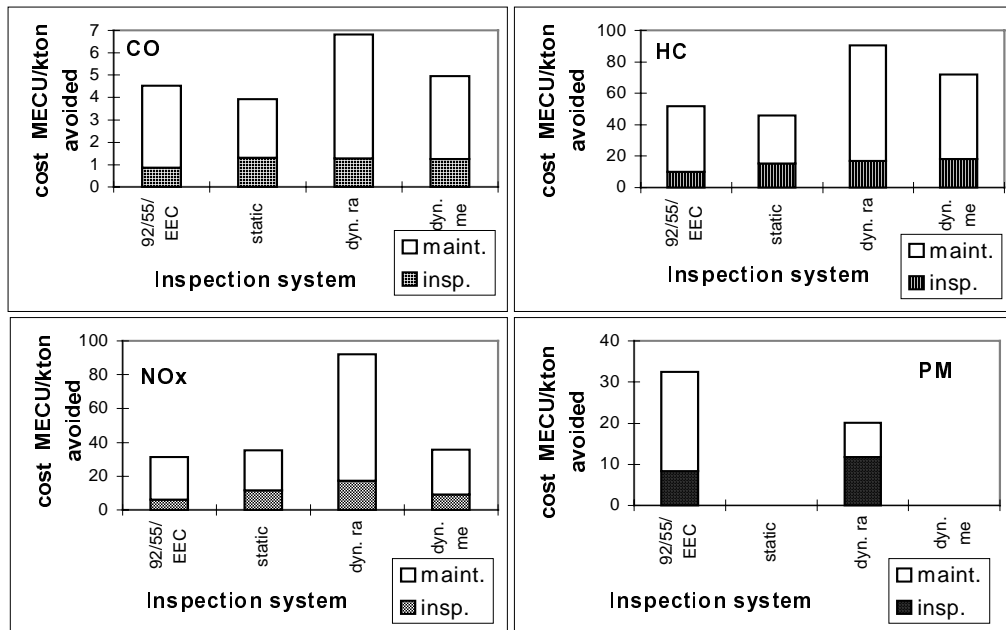 CO
cost MECU/kton
avoided
7
6
5
4
3
2
1
0
92/55/
EEC
static
dyn. ra
dyn.
me
Inspection system
maint.
insp.
HC
cost MECU/kton
avoided
100
80
60
40
20
0
92/55/
EEC
static
dyn. ra
dyn.
me
Inspection system
maint.
insp.
NOx
cost MECU/kton
avoided
100
80
60
40
20
0
92/55/
EEC
static
dyn. ra
dyn.
me
Inspection system
maint.
insp.
PM
cost MECU/kton
avoided
40
30
20
10
0
92/55/
EEC
static
dyn. ra
dyn.
me
Inspection system
maint.
insp.